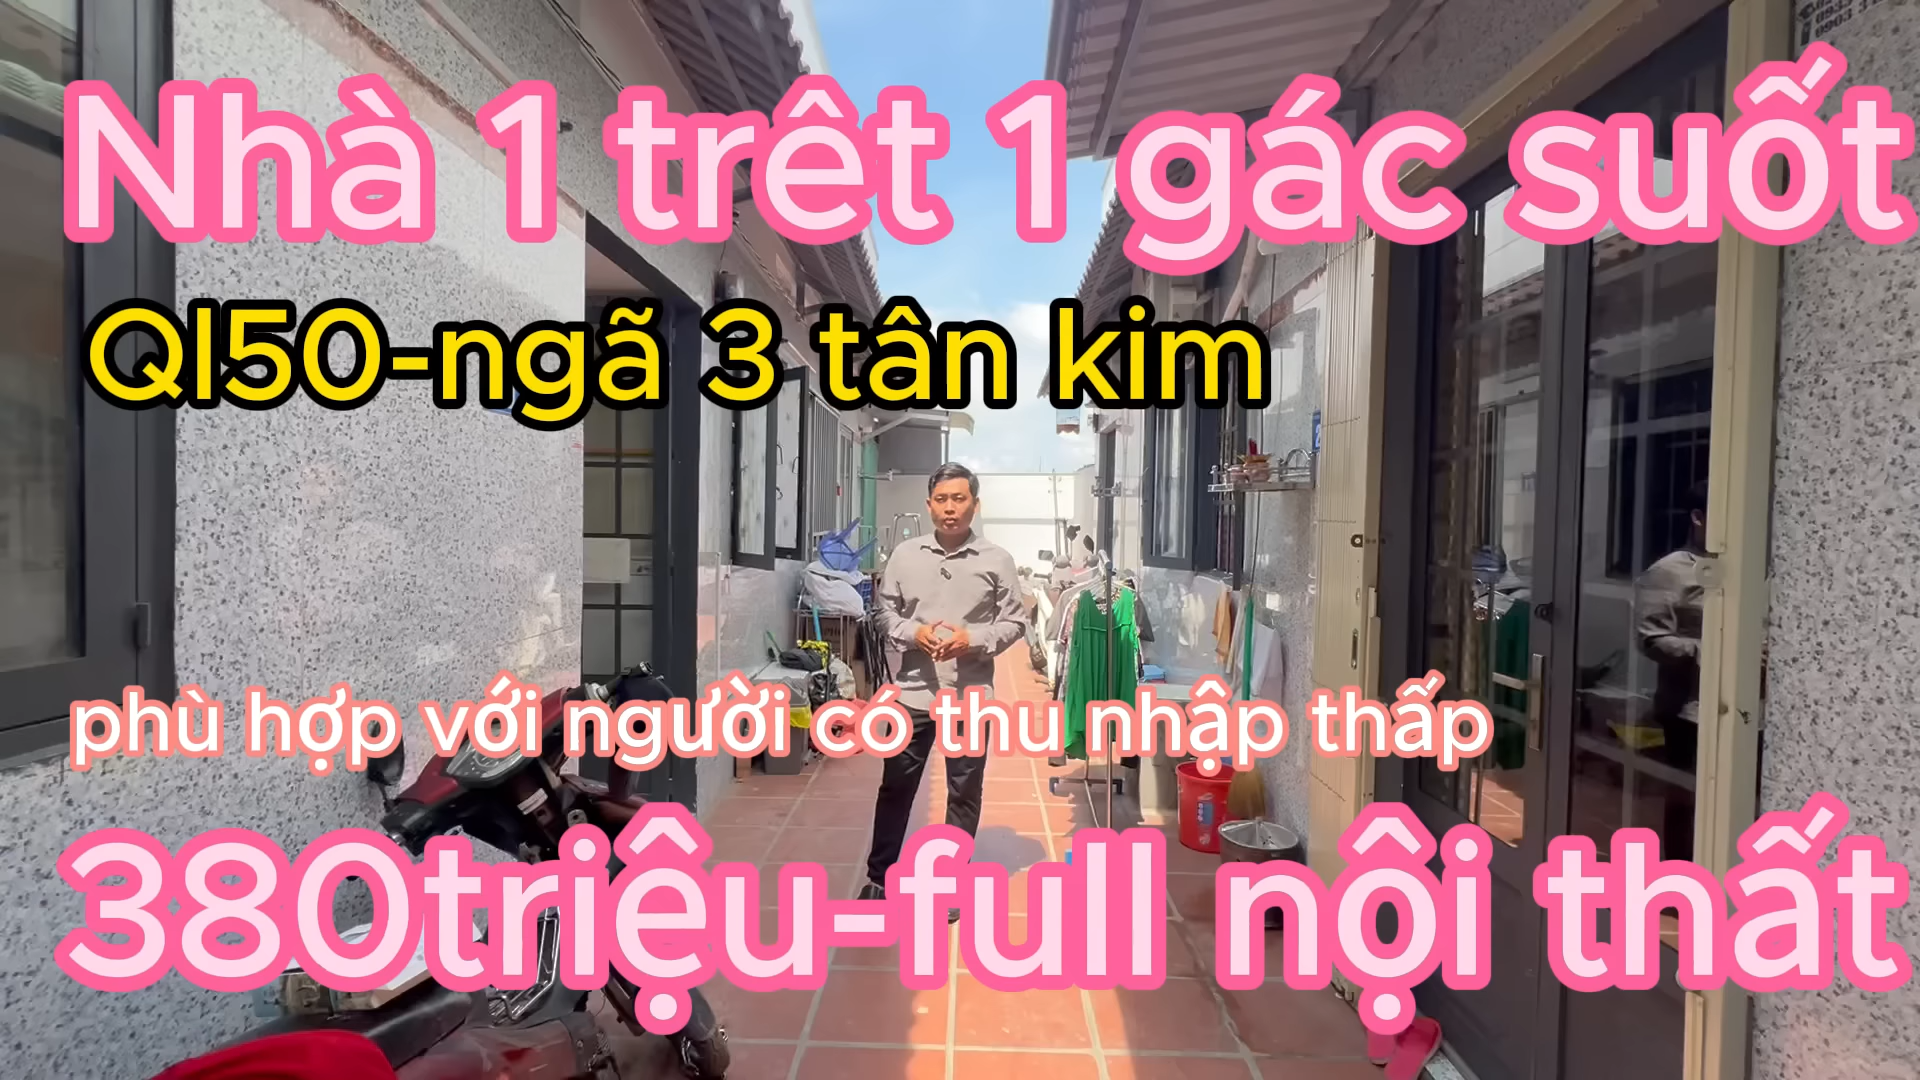 Nhà 1 trêt 1 gác suốt
Ql50-ngã 3 tân kim
phù hợp với người có thu nhập thấp
380triệu-full nội thất